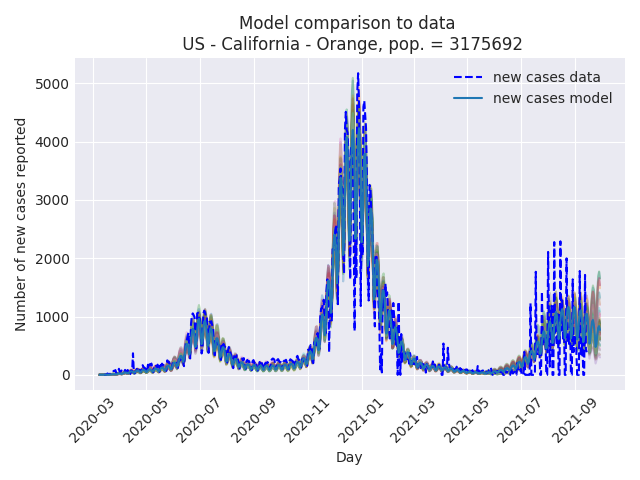 Model comparison to data
US - California - Orange, pop. = 3175692
new cases data
new cases model
Number of new cases reported
5000
4000
3000
2000
1000
0
2020-03
2020-05
2020-07
2020-09
2020-11
2021-01
2021-03
2021-05
2021-07
2021-09
Day